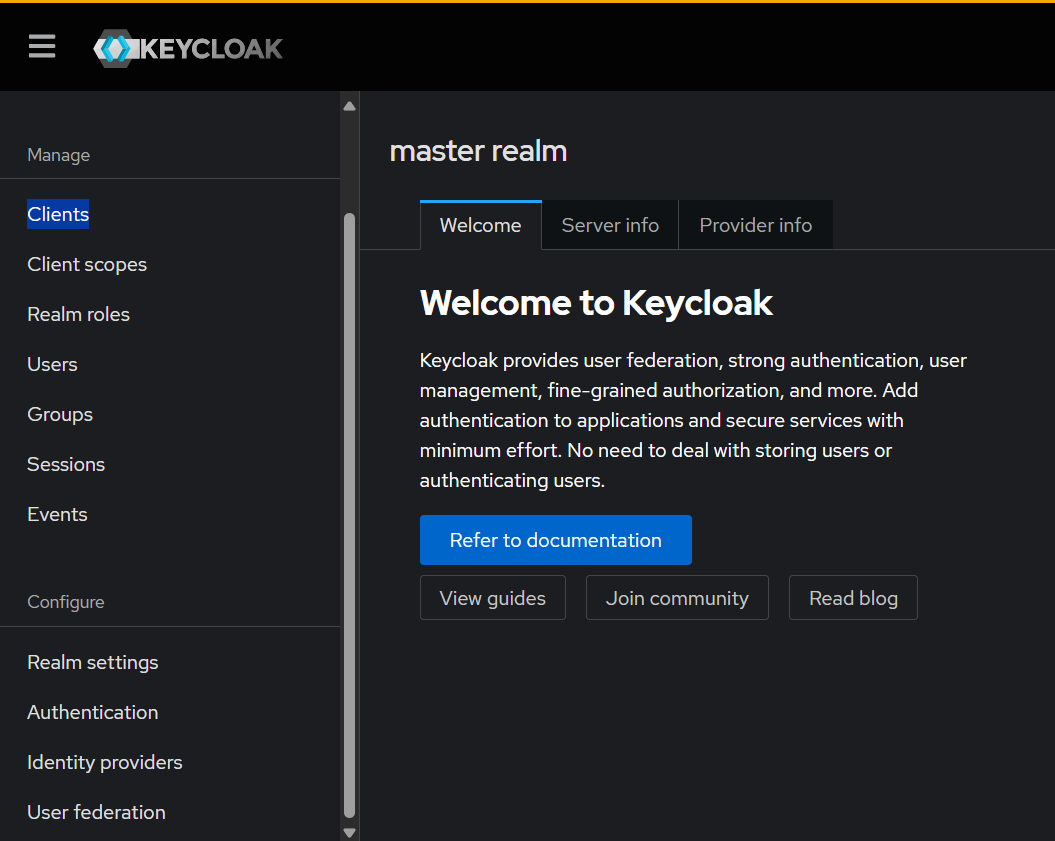 KEYCLOAK
Manage
Clients
Client scopes
Realm roles
Users
Groups
Sessions
Events
Configure
Realm settings
Authentication
Identity providers
User federation
master realm
Welcome Server info Provider info
Welcome to Keycloak
Keycloak provides user federation, strong authentication, user
management, fine-grained authorization, and more. Add
authentication to applications and secure services with
minimum effort. No need to deal with storing users or
authenticating users.
Refer to documentation
View guides Join community Read blog